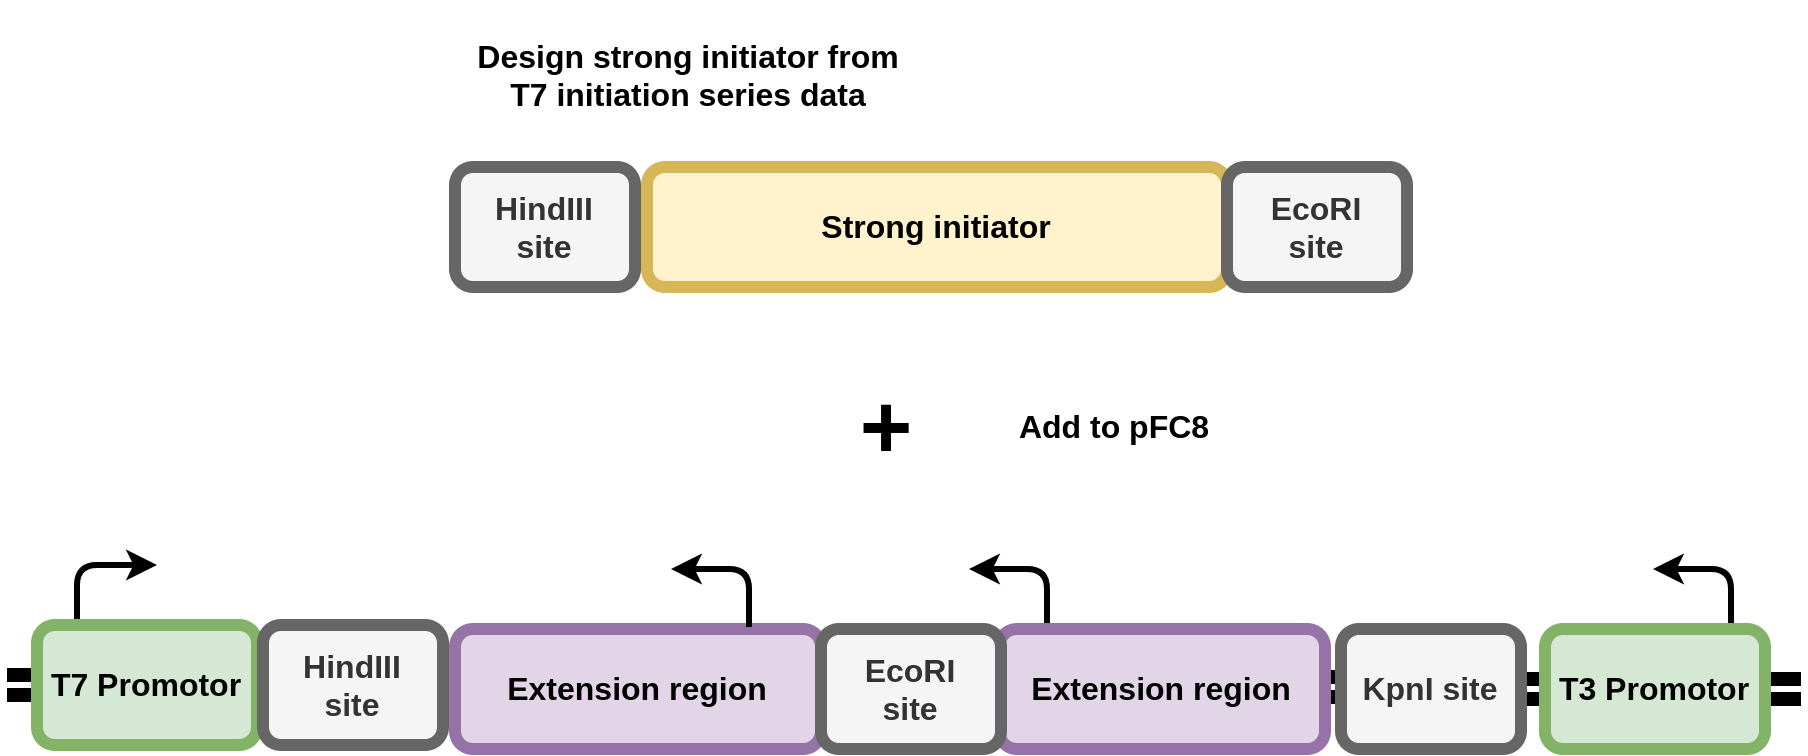 Design strong initiator from
T7 initiation series data
HindIII
site
Strong initiator
EcoRI
site
+
Add to pFC8
T7 Promotor
HindIII
site
Extension region
EcoRI
site
Extension region
KpnI site
T3 Promotor